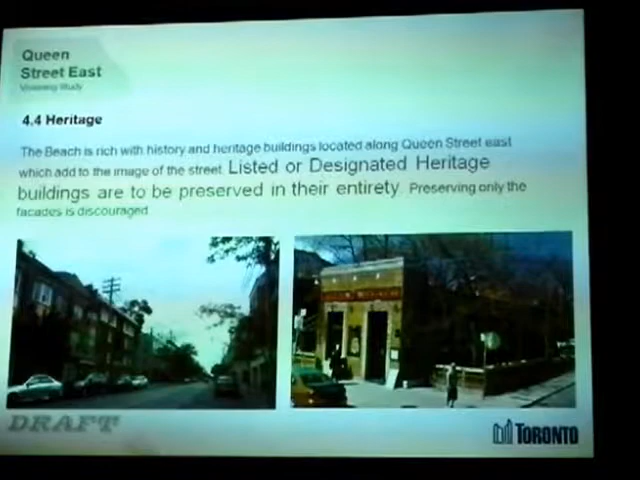 Queen
Street East
Visioning Study
4.4 Heritage
The Beach is rich with history and heritage buildings located along Queen Street east
which add to the image of the street. Listed or Designated Heritage
buildings are to be preserved in their entirety. Preserving only the
facades is discouraged
DRAFT
TORONTO